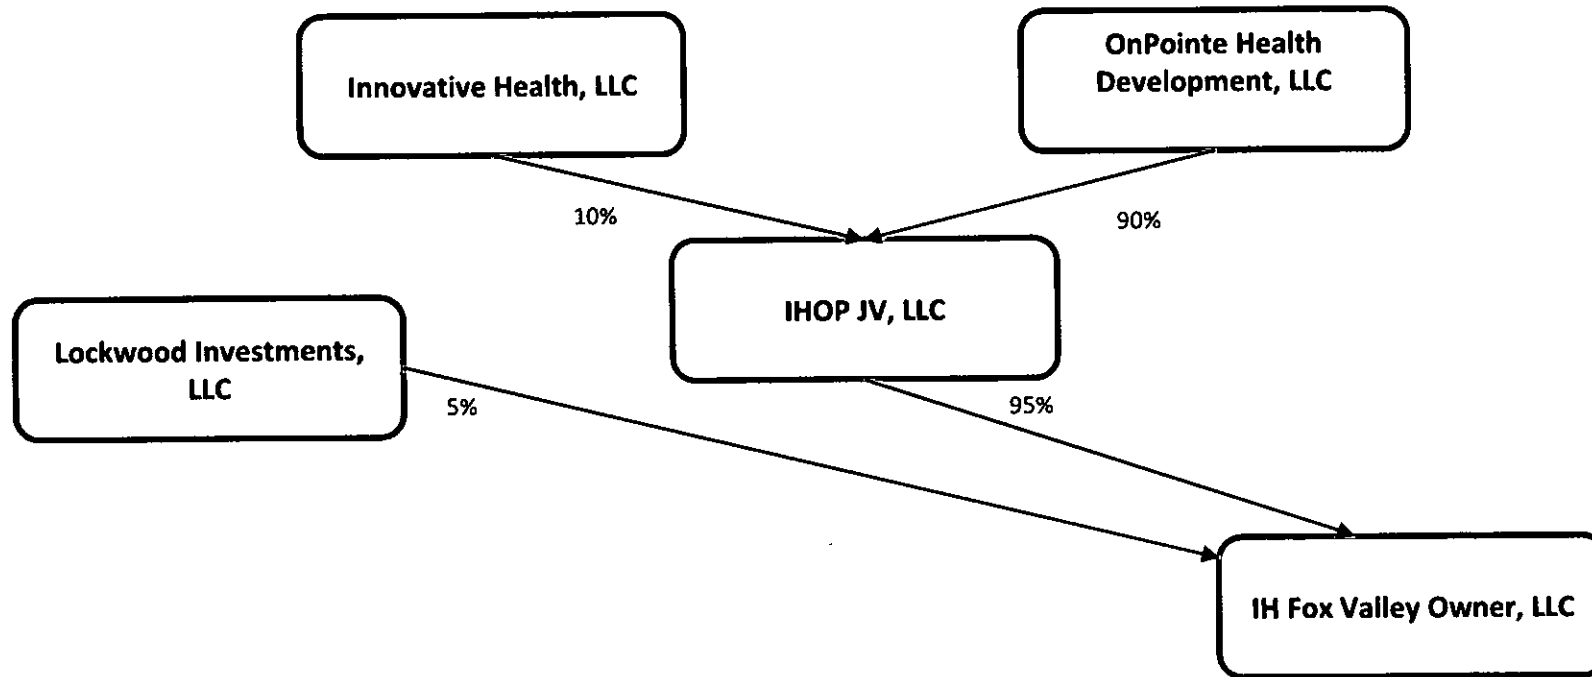 Innovative Health, LLC
OnPointe Health
Development, LLC
10%
90%
IHOP JV, LLC
Lockwood Investments,
LLC
5%
95%
IH Fox Valley Owner, LLC